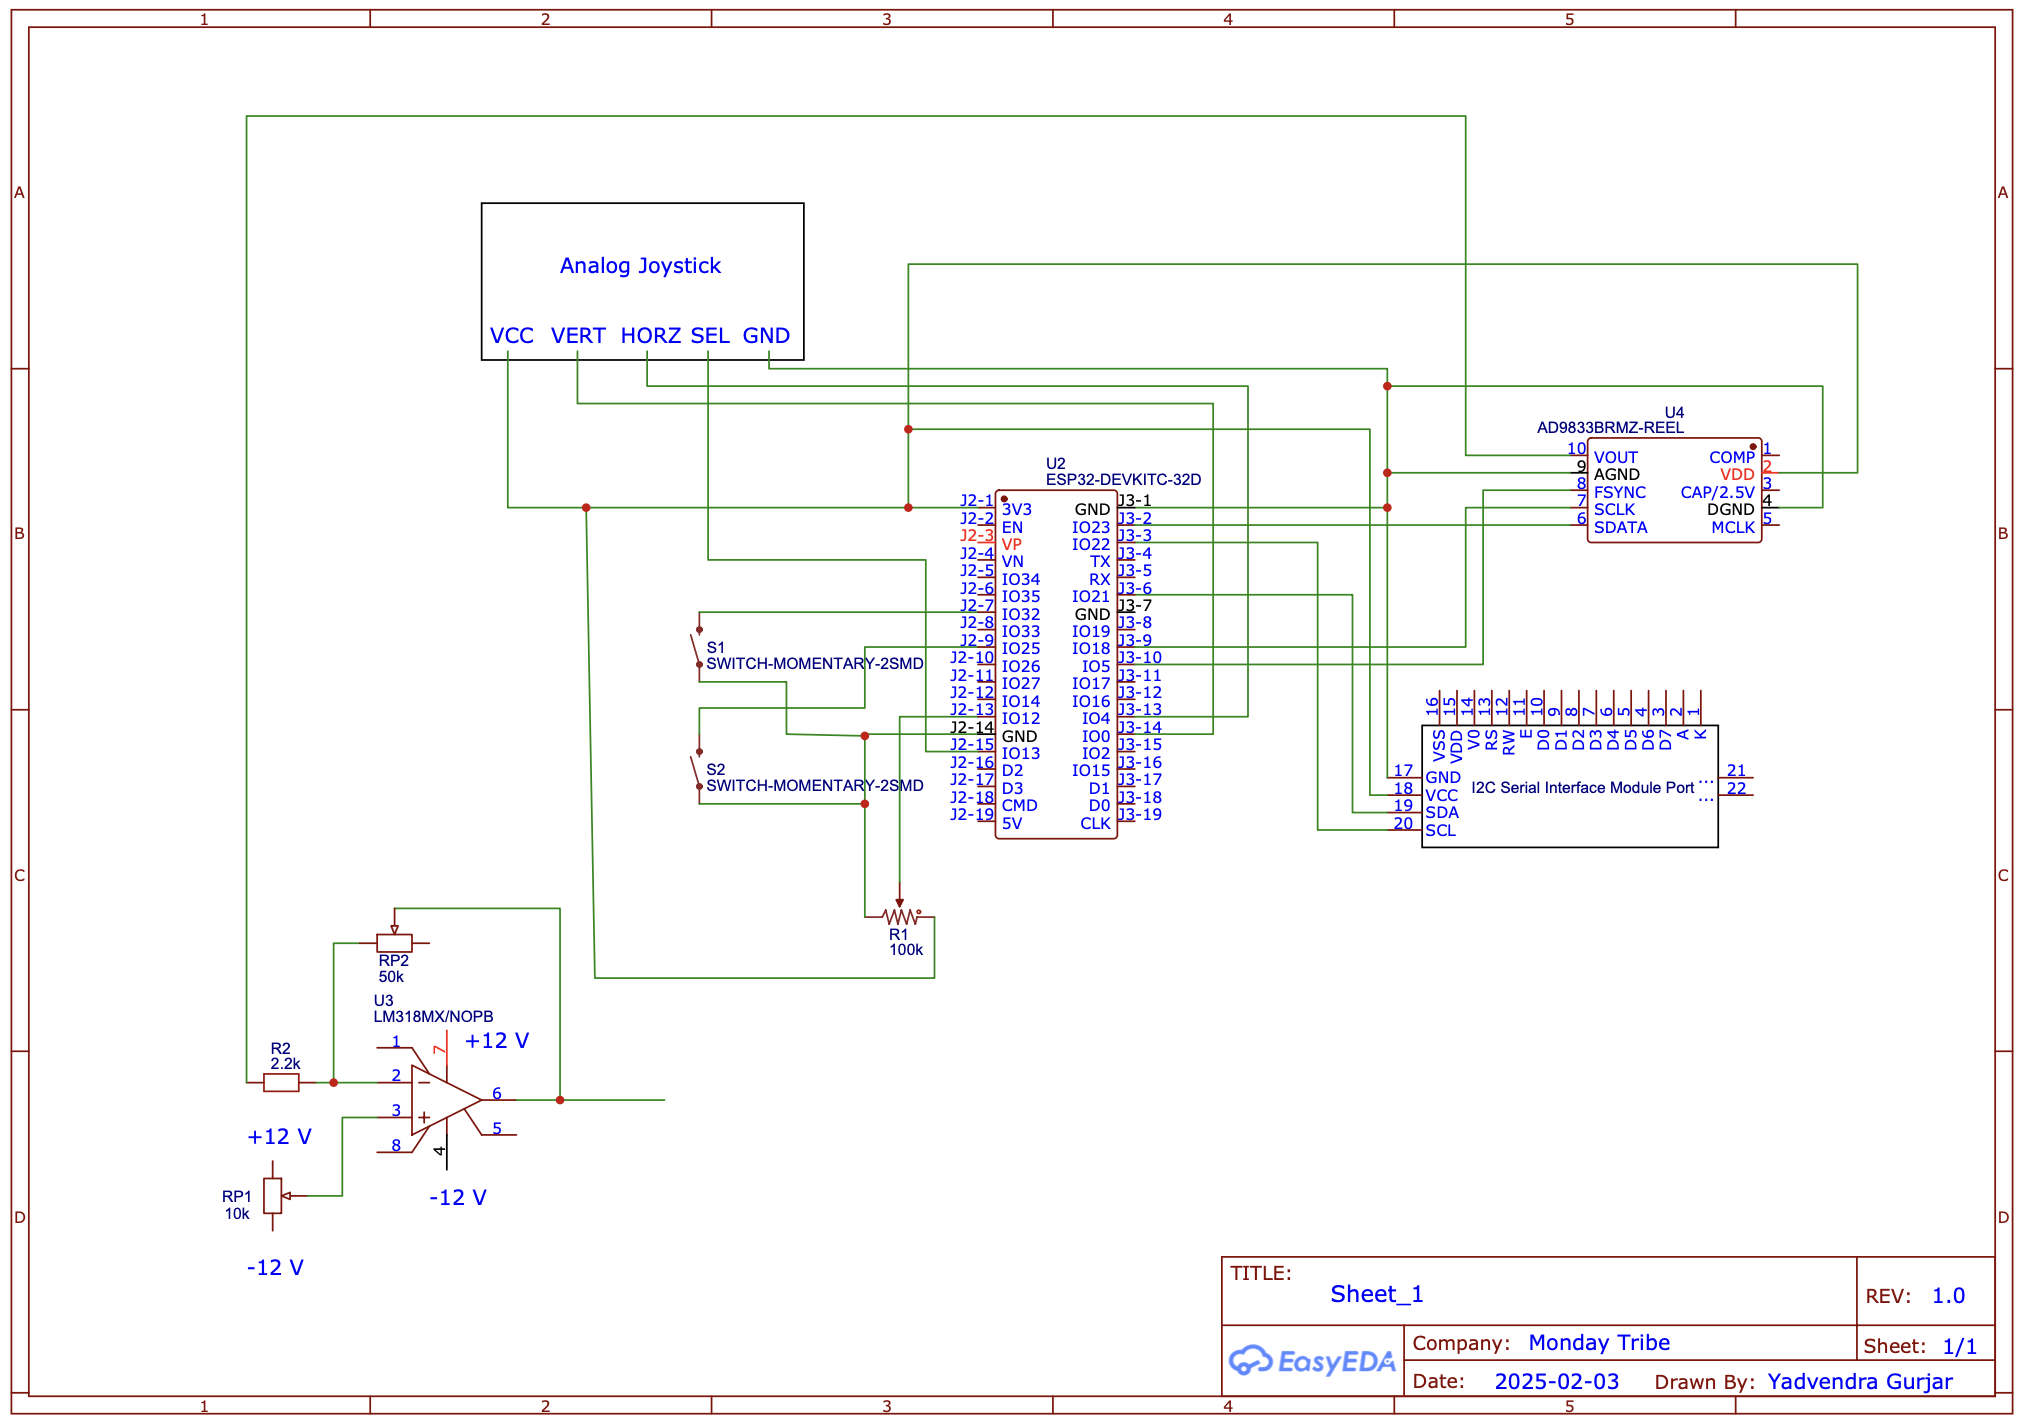 1 2 3 4 5
A A
B B
C C
D D
Analog Joystick
VCC VERT HORZ SEL GND
U4
AD9833BRMZ-REEL
10 VOUT COMP 1
9 AGND VDD 2
8 FSYNC CAP/2.5V 3
7 SCLK DGND 4
6 SDATA MCLK 5
U2
ESP32-DEVKITC-32D
J2-1 3V3 GND J3-1
J2-2 EN IO23 J3-2
J2-3 VP IO22 J3-3
J2-4 VN TX J3-4
J2-5 IO34 RX J3-5
J2-6 IO35 IO21 J3-6
J2-7 IO32 GND J3-7
J2-8 IO33 IO19 J3-8
J2-9 IO25 IO18 J3-9
J2-10 IO26 IO5 J3-10
J2-11 IO27 IO17 J3-11
J2-12 IO14 IO16 J3-12
J2-13 IO12 IO4 J3-13
J2-14 GND IO0 J3-14
J2-15 IO13 IO2 J3-15
J2-16 D2 IO15 J3-16
J2-17 D3 D1 J3-17
J2-18 CMD D0 J3-18
J2-19 5V CLK J3-19
S1
SWITCH-MOMENTARY-2SMD
S2
SWITCH-MOMENTARY-2SMD
16 15 14 13 12 11 10 9 8 7 6 5 4 3 2 1
VSS VDD V0 RS RW E D0 D1 D2 D3 D4 D5 D6 D7 A K
17 GND ... 21
18 VCC ... 22
19 SDA
20 SCL
I2C Serial Interface Module Port
R1
100k
RP2
50k
U3
LM318MX/NOPB
+12 V
R2
2.2k
1
7
2
3
8
6
5
4
+12 V
-12 V
RP1
10k
-12 V
TITLE:
Sheet_1
REV: 1.0
EasyEDA
Company: Monday Tribe
Sheet: 1/1
Date: 2025-02-03 Drawn By: Yadvendra Gurjar
1 2 3 4 5